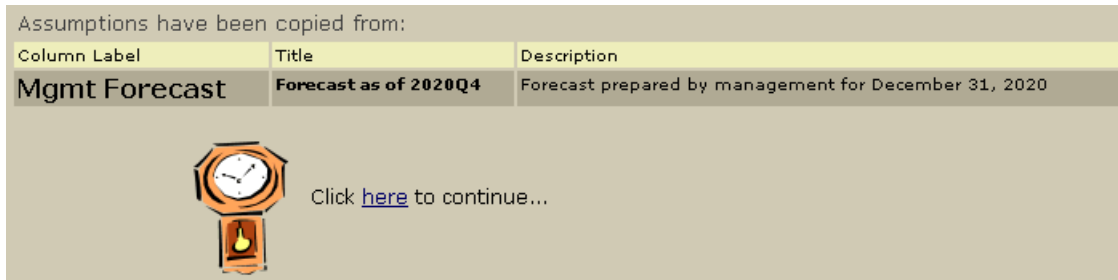 Assumptions have been copied from:
Column Label Title Description
Mgmt Forecast Forecast as of 2020Q4 Forecast prepared by management for December 31, 2020
Click here to continue...